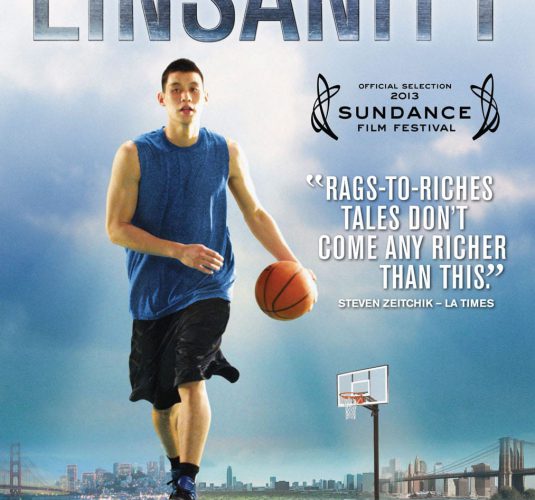 LINSANITY
OFFICIAL SELECTION
2013
SUNDANCE
FILM FESTIVAL
“RAGS-TO-RICHES
TALES DON'T
COME ANY RICHER
THAN THIS.”
STEVEN ZEITCHIK – LA TIMES